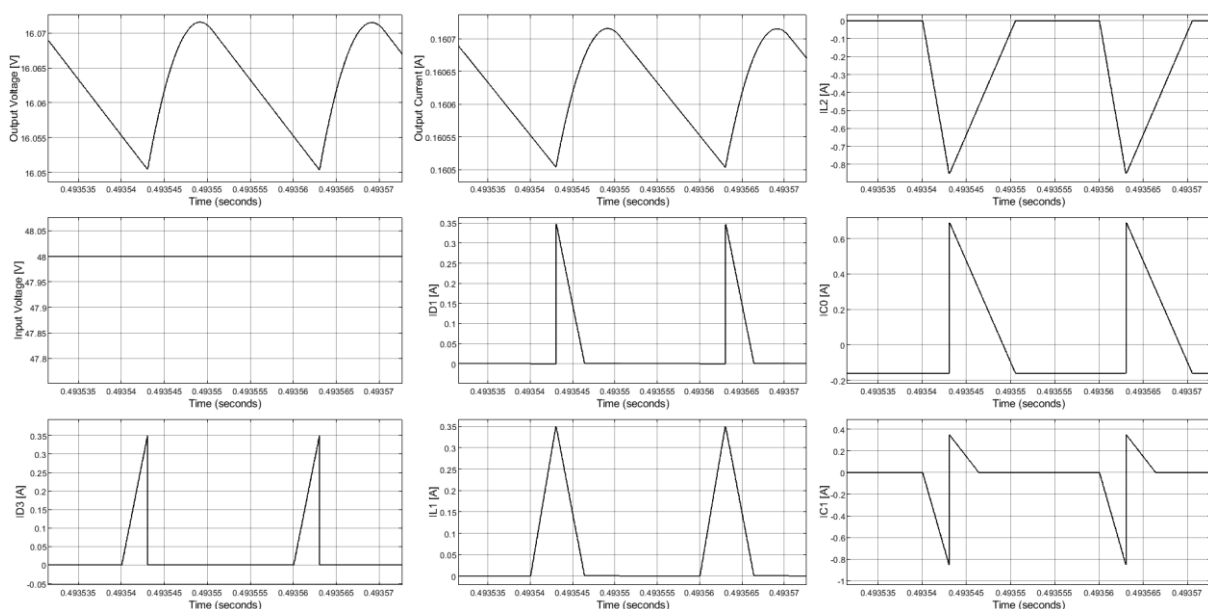 Output Voltage [V]
16.07
16.065
16.06
16.055
16.05
0.493535 0.49354 0.493545 0.49355 0.493555 0.49356 0.493565 0.49357
Time (seconds)
Output Current [A]
0.1607
0.16065
0.1606
0.16055
0.1605
0.493535 0.49354 0.493545 0.49355 0.493555 0.49356 0.493565 0.49357
Time (seconds)
IL2 [A]
0
-0.1
-0.2
-0.3
-0.4
-0.5
-0.6
-0.7
-0.8
0.493535 0.49354 0.493545 0.49355 0.493555 0.49356 0.493565 0.49357
Time (seconds)
Input Voltage [V]
48.05
48
47.95
47.9
47.85
47.8
0.493535 0.49354 0.493545 0.49355 0.493555 0.49356 0.493565 0.49357
Time (seconds)
ID1 [A]
0.35
0.3
0.25
0.2
0.15
0.1
0.05
0
0.493535 0.49354 0.493545 0.49355 0.493555 0.49356 0.493565 0.49357
Time (seconds)
IC0 [A]
0.6
0.4
0.2
0
-0.2
0.493535 0.49354 0.493545 0.49355 0.493555 0.49356 0.493565 0.49357
Time (seconds)
ID3 [A]
0.35
0.3
0.25
0.2
0.15
0.1
0.05
0
-0.05
0.493535 0.49354 0.493545 0.49355 0.493555 0.49356 0.493565 0.49357
Time (seconds)
IL1 [A]
0.35
0.3
0.25
0.2
0.15
0.1
0.05
0
0.493535 0.49354 0.493545 0.49355 0.493555 0.49356 0.493565 0.49357
Time (seconds)
IC1 [A]
0.4
0.2
0
-0.2
-0.4
-0.6
-0.8
-1
0.493535 0.49354 0.493545 0.49355 0.493555 0.49356 0.493565 0.49357
Time (seconds)